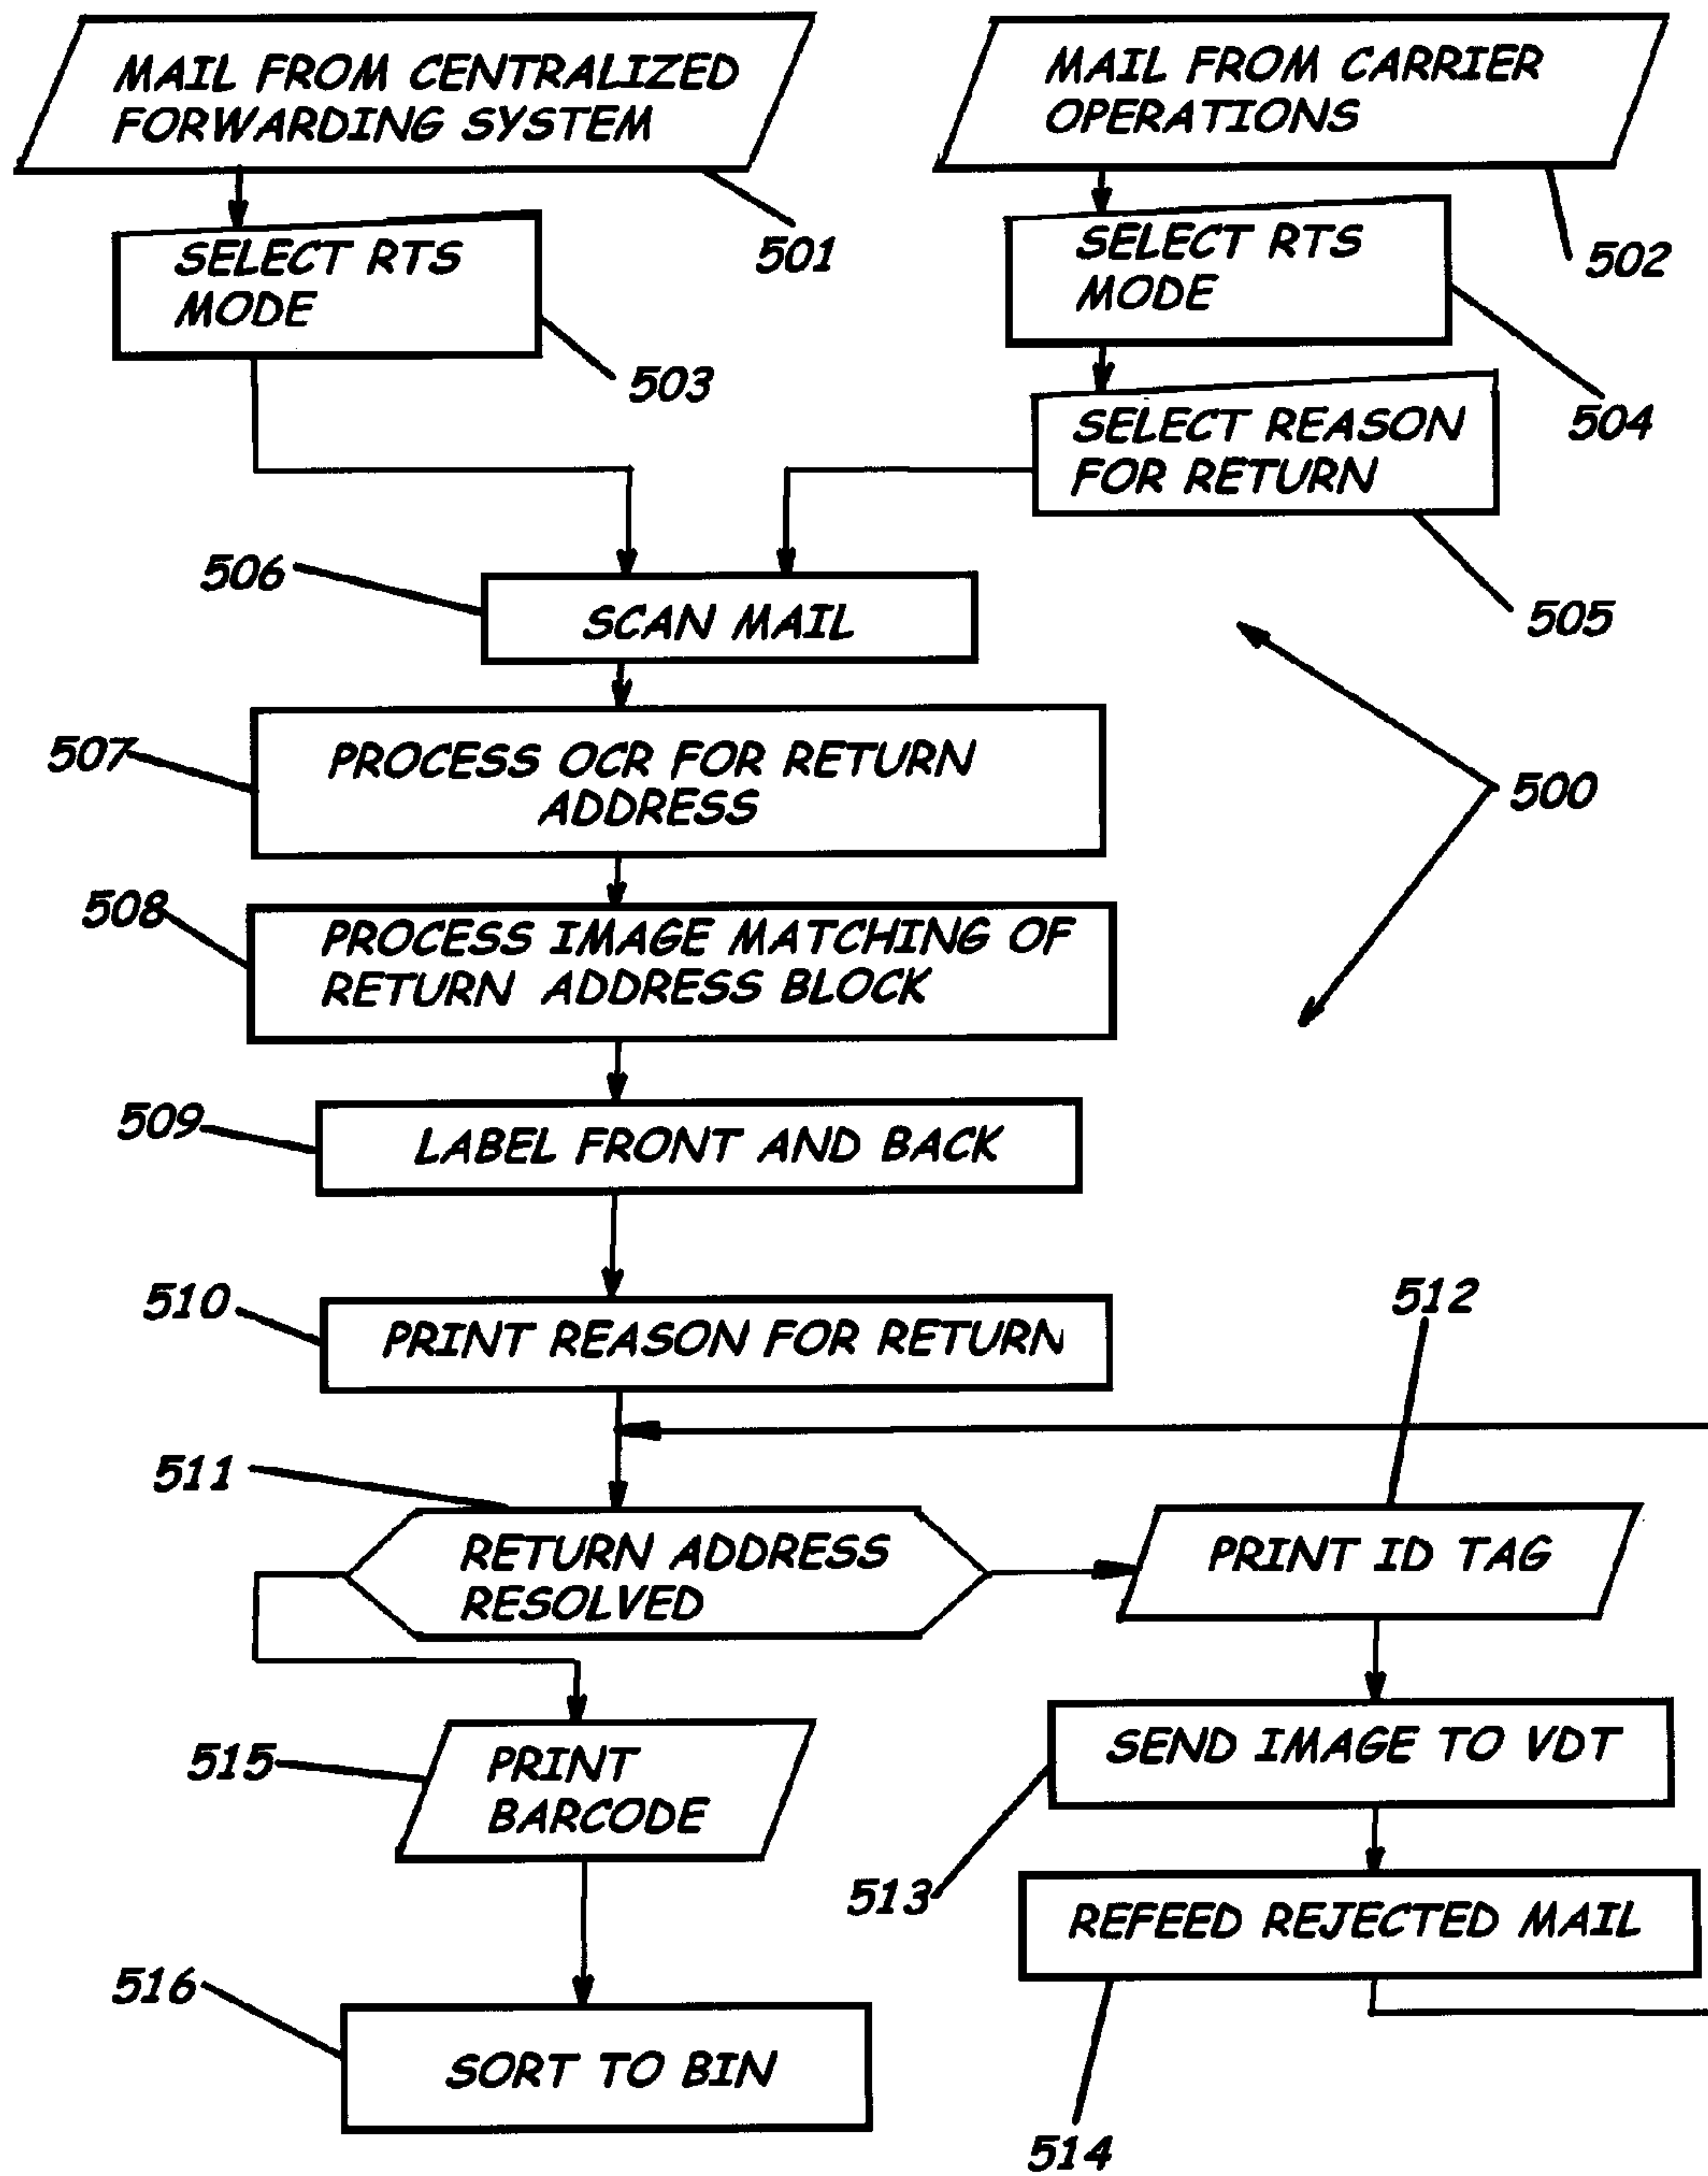 MAIL FROM CENTRALIZED
FORWARDING SYSTEM
MAIL FROM CARRIER
OPERATIONS
501
502
SELECT RTS
MODE
503
SELECT RTS
MODE
504
SELECT REASON
FOR RETURN
505
506
SCAN MAIL
507
PROCESS OCR FOR RETURN
ADDRESS
500
508
PROCESS IMAGE MATCHING OF
RETURN ADDRESS BLOCK
509
LABEL FRONT AND BACK
510
PRINT REASON FOR RETURN
512
511
RETURN ADDRESS
RESOLVED
PRINT ID TAG
515
PRINT
BARCODE
SEND IMAGE TO VDT
513
REFEED REJECTED MAIL
514
516
SORT TO BIN